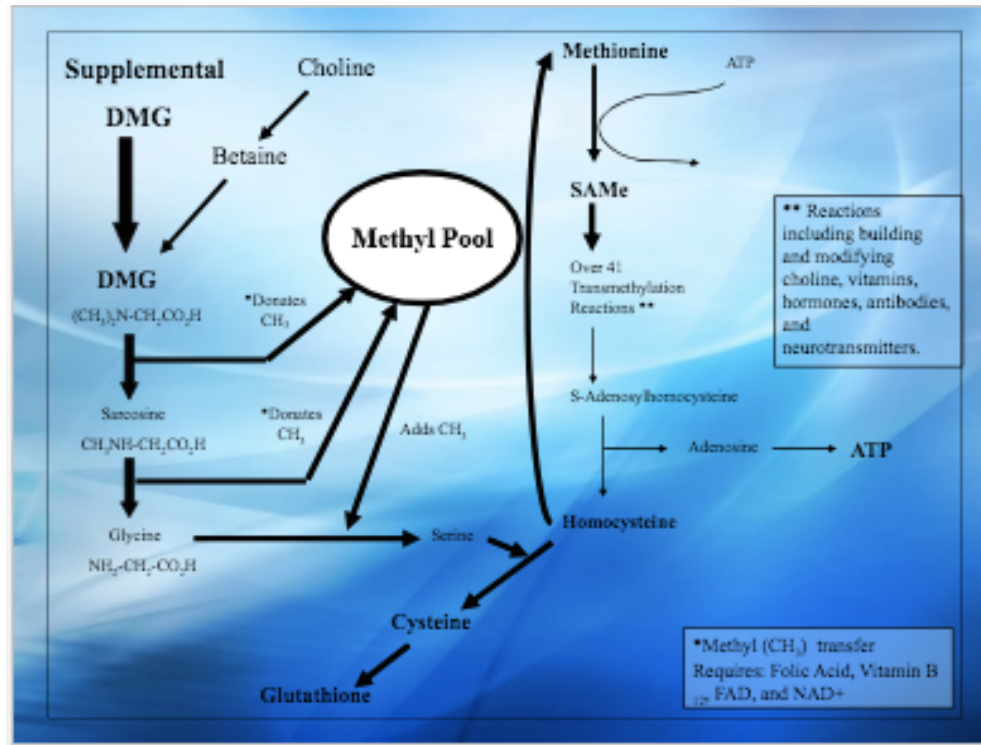 Supplemental
DMG
Choline
Betaine
DMG
(CH₃)₂N-CH₂CO₂H
*Donates
CH₃
Sarcosine
CH₃NH-CH₂CO₂H
*Donates
CH₃
Glycine
NH₂-CH₂-CO₂H
Methyl Pool
Adds CH₃
Serine
Cysteine
Glutathione
Methionine
ATP
SAMe
Over 41
Transmethylation
Reactions **
S-Adenosylhomocysteine
Adenosine
ATP
Homocysteine
** Reactions
including building
and modifying
choline, vitamins,
hormones, antibodies,
and
neurotransmitters.
*Methyl (CH₃) transfer
Requires: Folic Acid, Vitamin B
₁₂, FAD, and NAD+